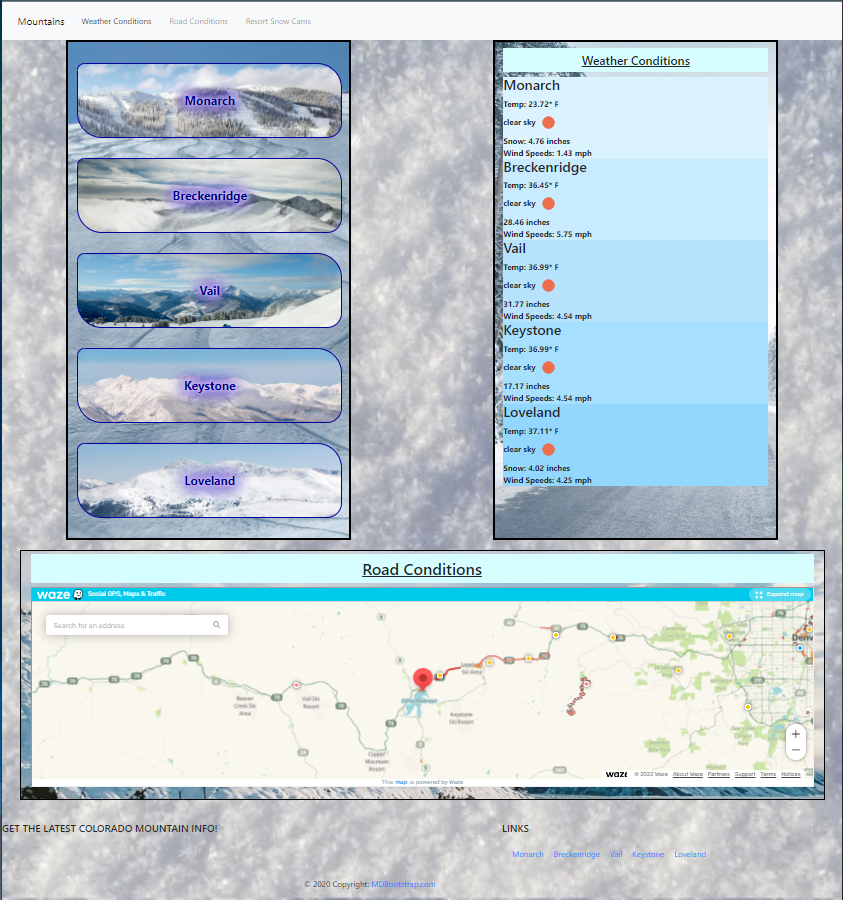 Mountains Weather Conditions Road Conditions Resort Snow Cams
Monarch
Breckenridge
Vail
Keystone
Loveland
Weather Conditions
Monarch
Temp: 23.72° F
clear sky
Snow: 4.76 inches
Wind Speeds: 1.43 mph
Breckenridge
Temp: 36.45° F
clear sky
28.46 inches
Wind Speeds: 5.75 mph
Vail
Temp: 36.99° F
clear sky
31.77 inches
Wind Speeds: 4.54 mph
Keystone
Temp: 36.99° F
clear sky
17.17 inches
Wind Speeds: 4.54 mph
Loveland
Temp: 37.11° F
clear sky
Snow: 4.02 inches
Wind Speeds: 4.25 mph
Road Conditions
waze Social GPS, Maps & Traffic
Expand map
Search for an address
Beaver
Creek Ski
Area
Vail Ski
Resort
Copper
Mountain
Resort
Keystone
Ski Resort
Loveland
Ski Area
Denv
+
−
waze © 2022 Waze About Waze Partners Support Terms Notices
This map is powered by Waze
GET THE LATEST COLORADO MOUNTAIN INFO!
LINKS
Monarch Breckenridge Vail Keystone Loveland
© 2020 Copyright: MDBootstrap.com